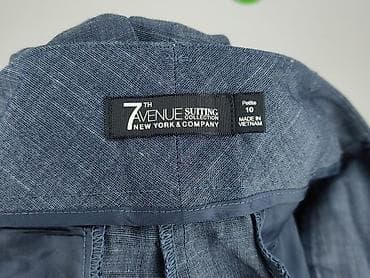 7TH
AVENUE SUITING
COLLECTION
NEW YORK & COMPANY
Petite
10
MADE IN
VIETNAM